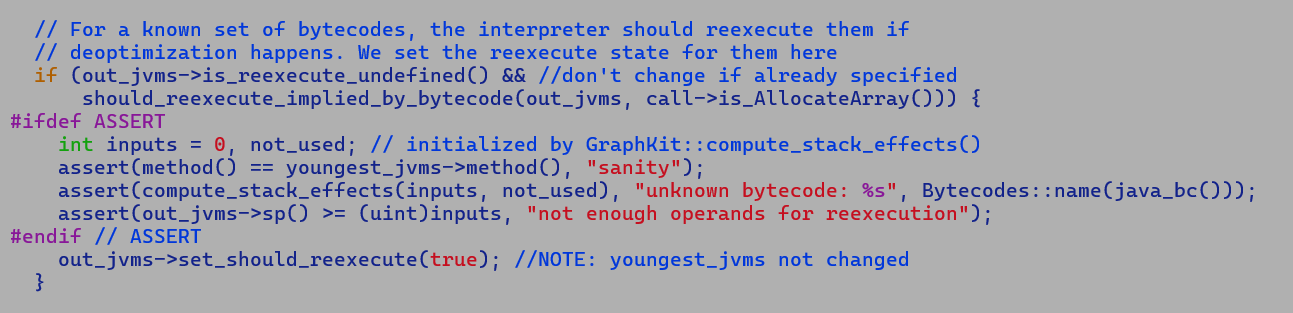 // For a known set of bytecodes, the interpreter should reexecute them if
// deoptimization happens. We set the reexecute state for them here
if (out_jvms->is_reexecute_undefined() && //don't change if already specified
should_reexecute_implied_by_bytecode(out_jvms, call->is_AllocateArray())) {
#ifdef ASSERT
int inputs = 0, not_used; // initialized by GraphKit::compute_stack_effects()
assert(method() == youngest_jvms->method(), "sanity");
assert(compute_stack_effects(inputs, not_used), "unknown bytecode: %s", Bytecodes::name(java_bc()));
assert(out_jvms->sp() >= (uint)inputs, "not enough operands for reexecution");
#endif // ASSERT
out_jvms->set_should_reexecute(true); //NOTE: youngest_jvms not changed
}